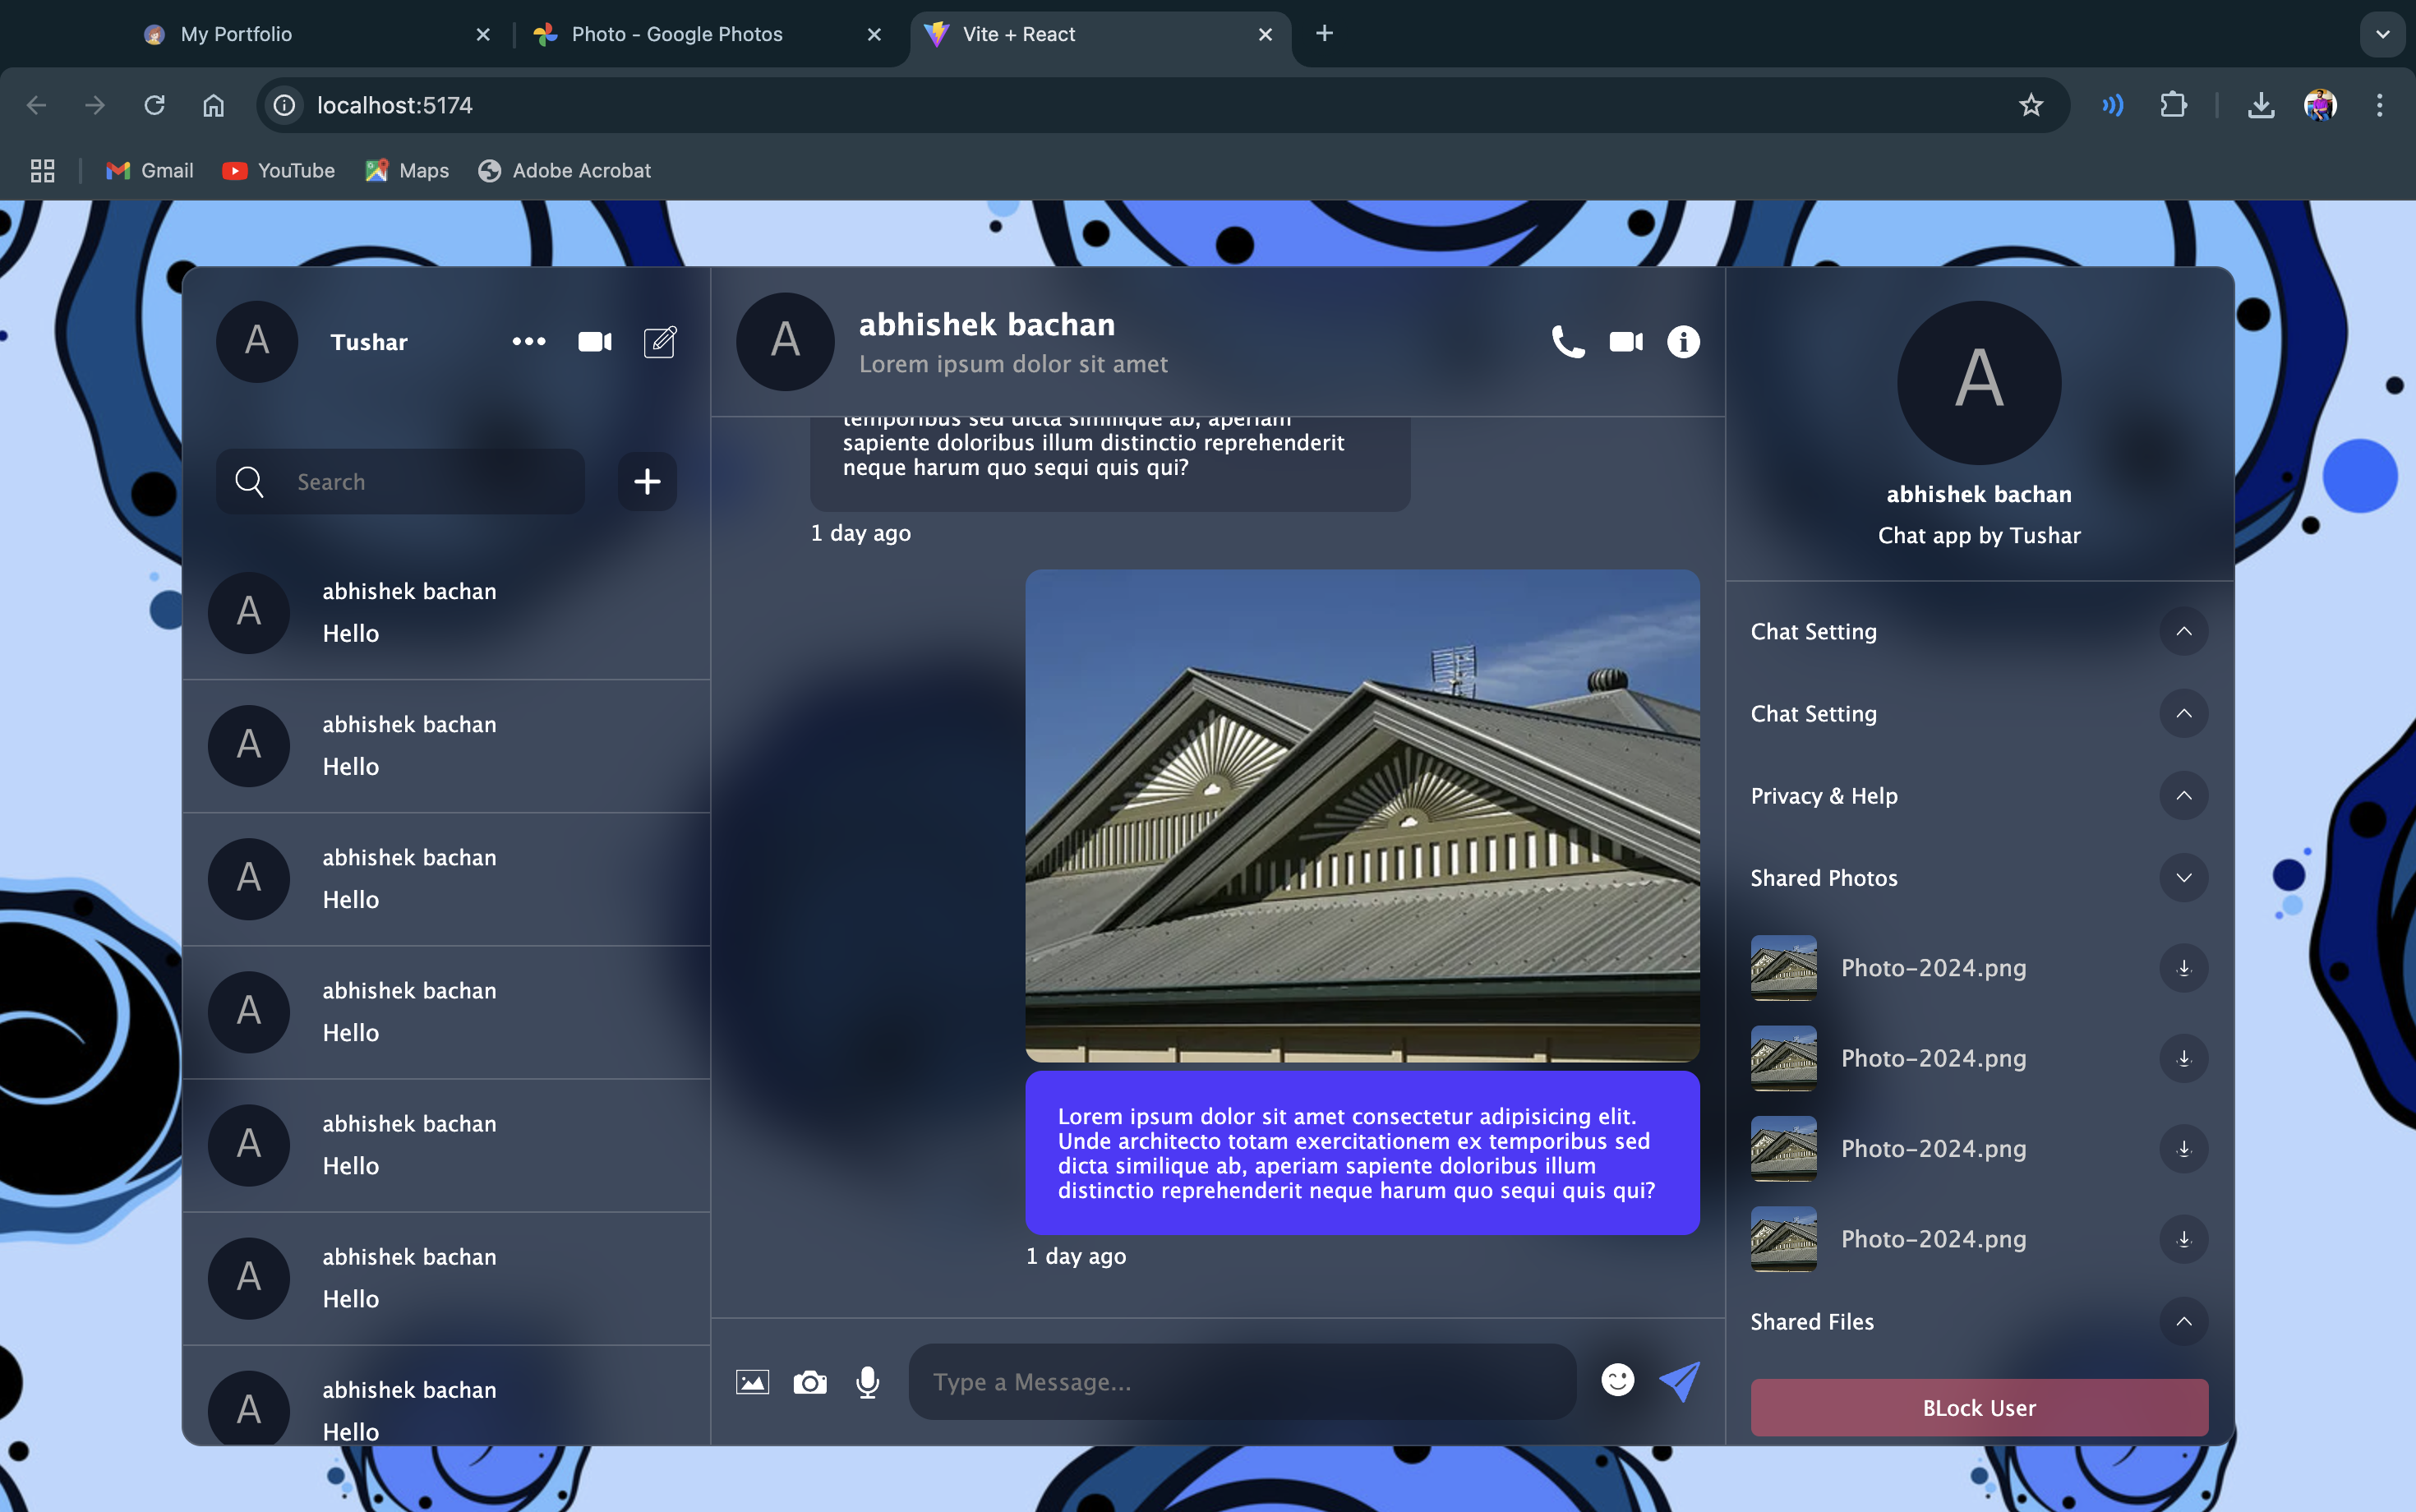 My Portfolio
Photo - Google Photos
Vite + React
localhost:5174
Gmail
YouTube
Maps
Adobe Acrobat
A
Tushar
Search
A
abhishek bachan
Hello
A
abhishek bachan
Hello
A
abhishek bachan
Hello
A
abhishek bachan
Hello
A
abhishek bachan
Hello
A
abhishek bachan
Hello
A
abhishek bachan
Hello
A
abhishek bachan
Lorem ipsum dolor sit amet
temporibus sed dicta similique ab, aperiam
sapiente doloribus illum distinctio reprehenderit
neque harum quo sequi quis qui?
1 day ago
Lorem ipsum dolor sit amet consectetur adipisicing elit.
Unde architecto totam exercitationem ex temporibus sed
dicta similique ab, aperiam sapiente doloribus illum
distinctio reprehenderit neque harum quo sequi quis qui?
1 day ago
Type a Message...
A
abhishek bachan
Chat app by Tushar
Chat Setting
Chat Setting
Privacy & Help
Shared Photos
Photo-2024.png
Photo-2024.png
Photo-2024.png
Photo-2024.png
Shared Files
BLock User